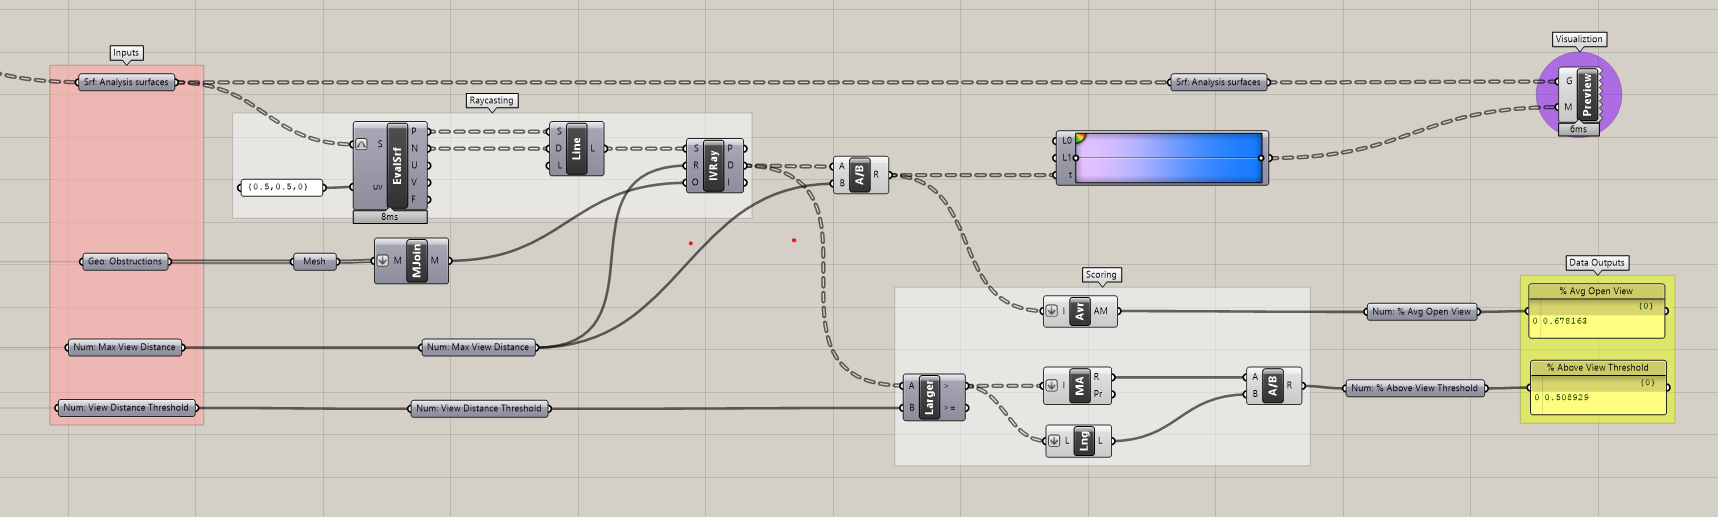 Inputs
Visualiztion
Srf: Analysis surfaces
Srf: Analysis surfaces
G
M
Preview
6ms
Raycasting
S
uv
EvalSrf
P
N
U
V
F
8ms
{0.5,0.5,0}
S
D
L
Line
L
S
R
O
IVRay
P
D
I
A
B
A/B
R
L0
L1
t
Geo: Obstructions
Mesh
M
MJoin
M
Scoring
I
Avr
AM
Num: % Avg Open View
Data Outputs
% Avg Open View
{0}
0 0.678163
Num: Max View Distance
Num: Max View Distance
Num: View Distance Threshold
Num: View Distance Threshold
A
B
Larger
>
>=
I
MA
R
Pr
L
Lng
L
A
B
A/B
R
Num: % Above View Threshold
% Above View Threshold
{0}
0 0.508929